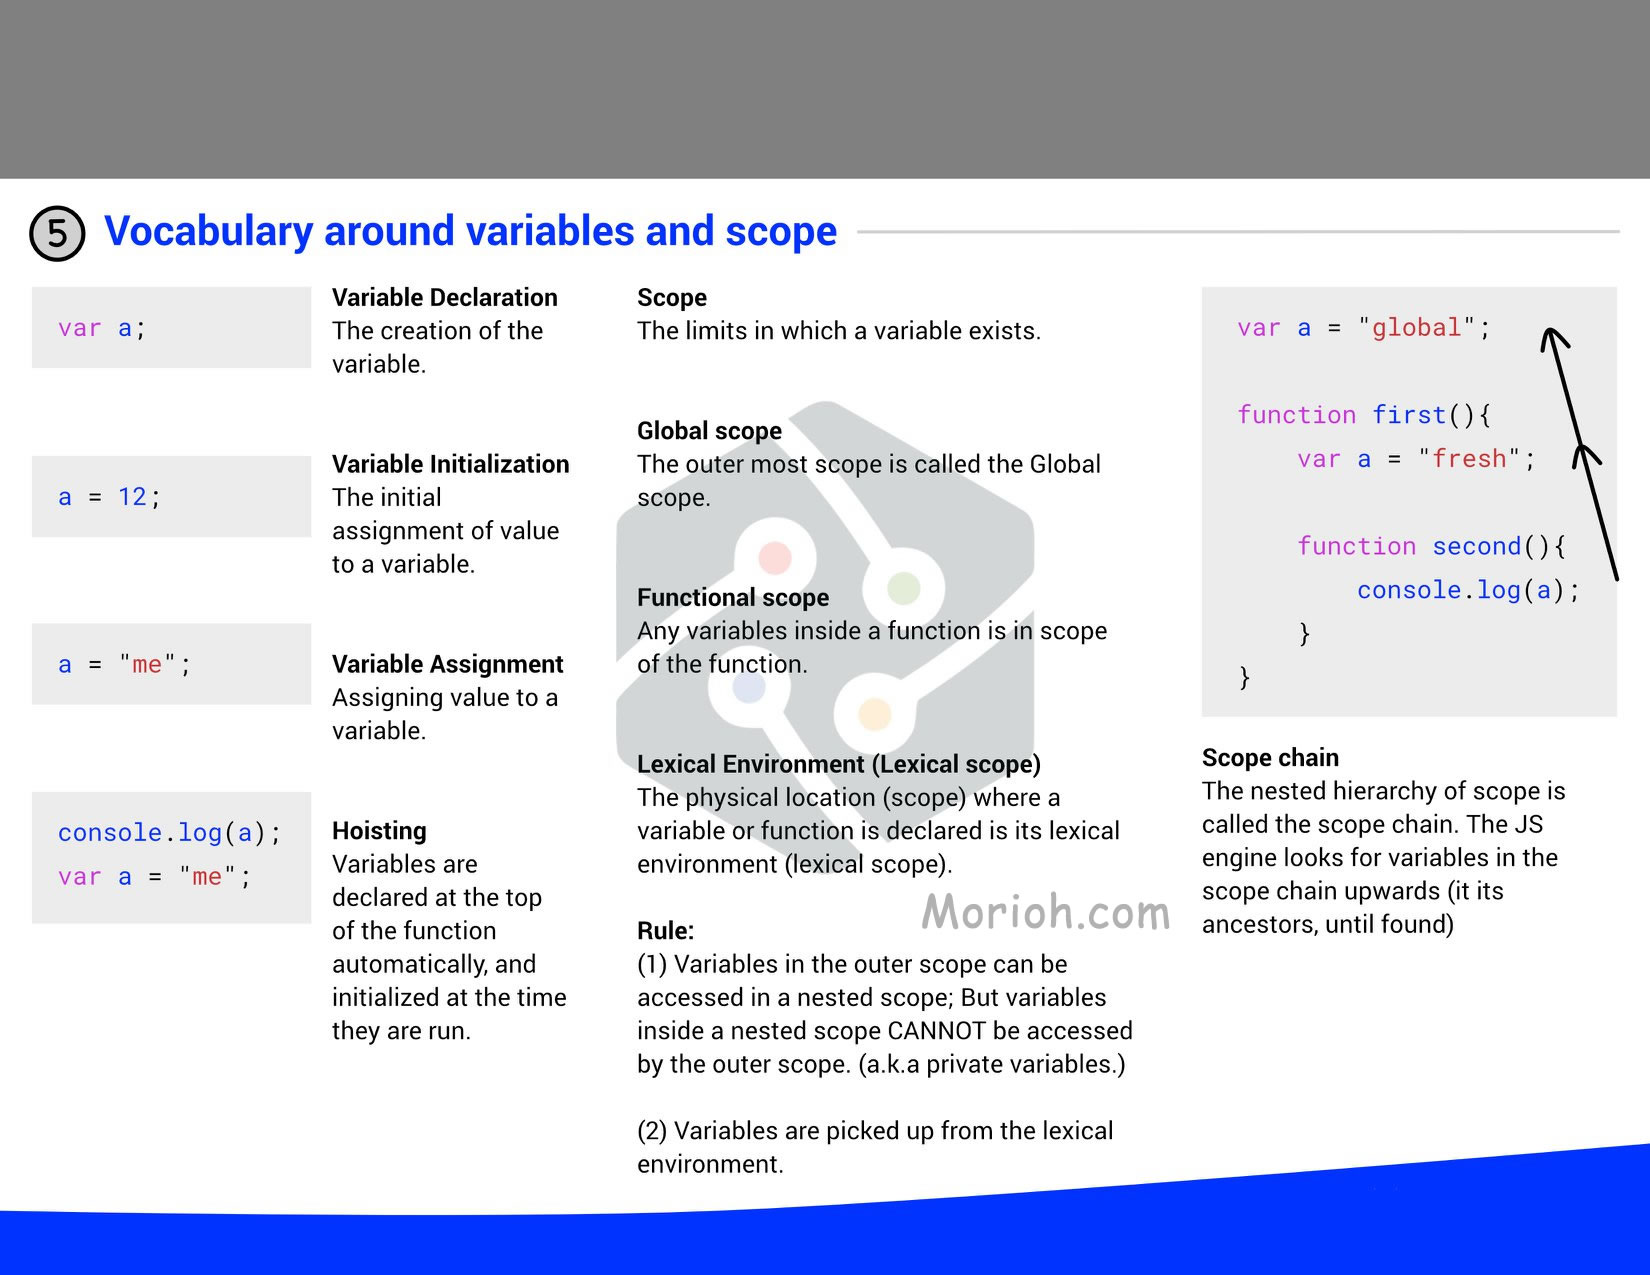 5 Vocabulary around variables and scope
var a;
Variable Declaration
The creation of the
variable.
a = 12;
Variable Initialization
The initial
assignment of value
to a variable.
a = "me";
Variable Assignment
Assigning value to a
variable.
console.log(a);
var a = "me";
Hoisting
Variables are
declared at the top
of the function
automatically, and
initialized at the time
they are run.
Scope
The limits in which a variable exists.
Global scope
The outer most scope is called the Global
scope.
Functional scope
Any variables inside a function is in scope
of the function.
Lexical Environment (Lexical scope)
The physical location (scope) where a
variable or function is declared is its lexical
environment (lexical scope).
Morioh.com
Rule:
(1) Variables in the outer scope can be
accessed in a nested scope; But variables
inside a nested scope CANNOT be accessed
by the outer scope. (a.k.a private variables.)
(2) Variables are picked up from the lexical
environment.
var a = "global";
function first(){
var a = "fresh";
function second(){
console.log(a);
}
}
Scope chain
The nested hierarchy of scope is
called the scope chain. The JS
engine looks for variables in the
scope chain upwards (it its
ancestors, until found)